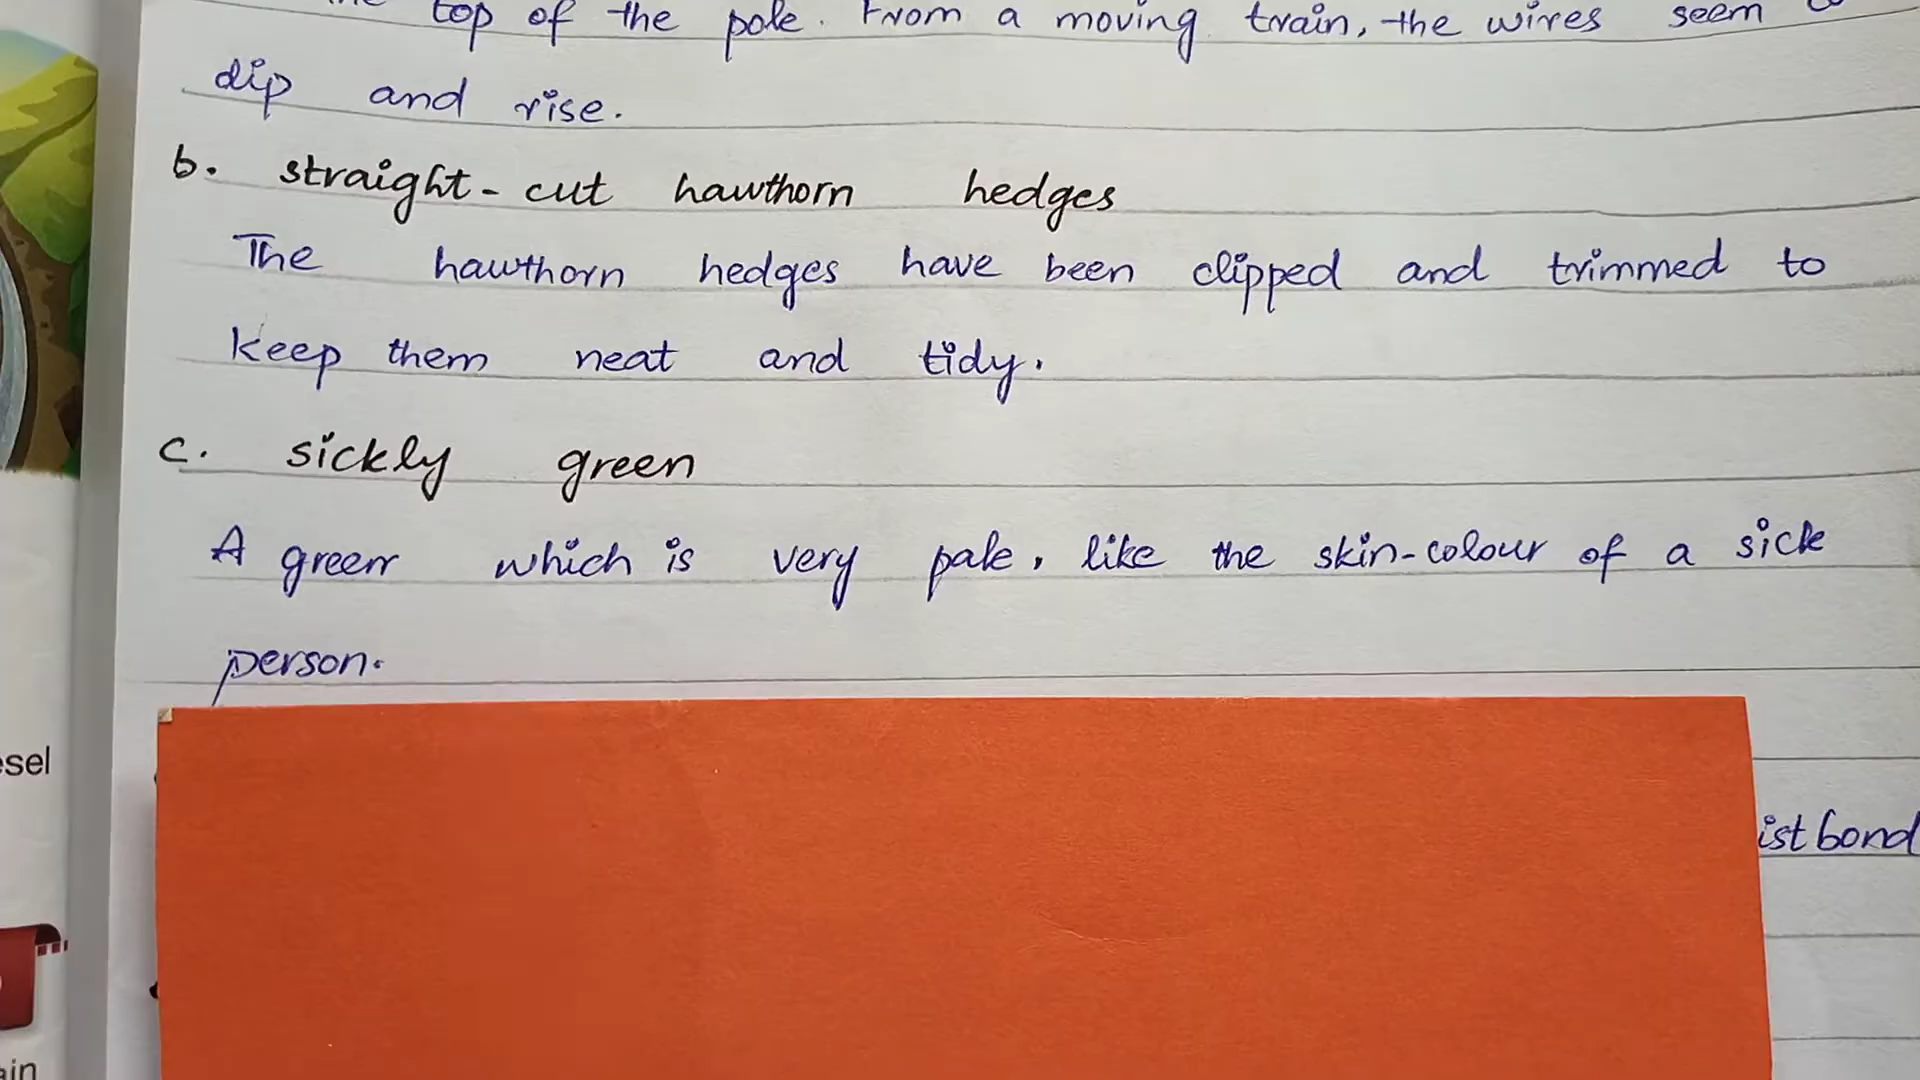 top of the pole. From a moving train, the wires seem
dip and rise.
b. straight-cut hawthorn hedges
The hawthorn hedges have been clipped and trimmed to
keep them neat and tidy.
c. sickly green
A green which is very pale, like the skin-colour of a sick
person.
esel
ist bond
ain